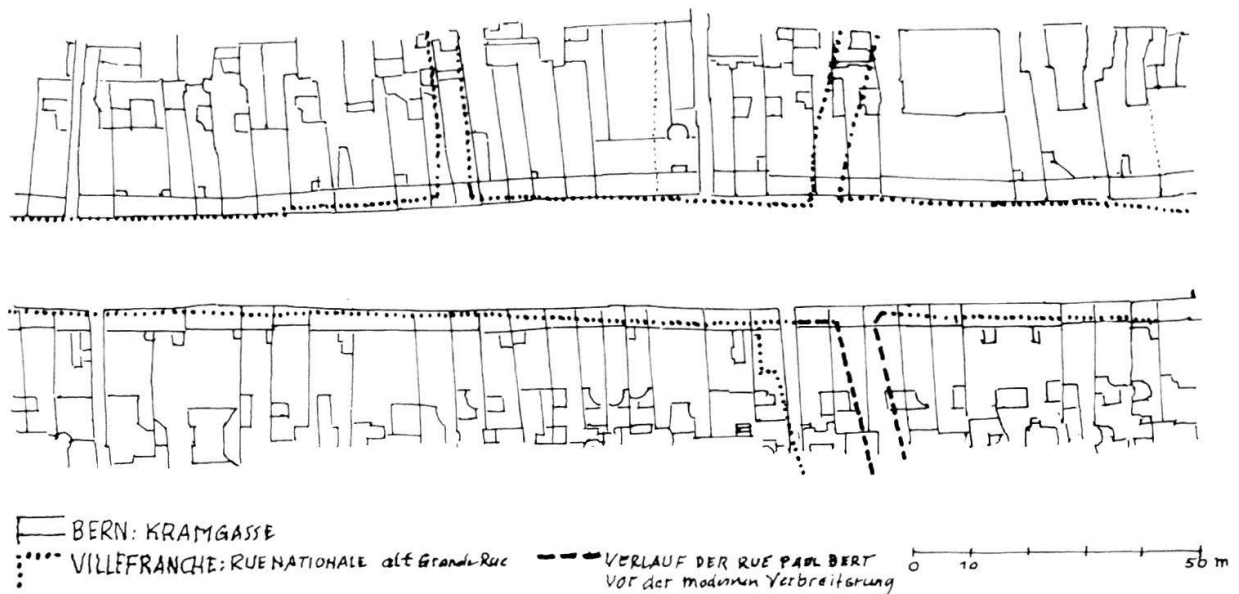 BERN: KRAMGASSE
VILLEFRANCHE: RUE NATIONALE alt Grande Rue
VERLAUF DER RUE PAUL BERT
vor der modernen Verbreiterung
0 10 50 m